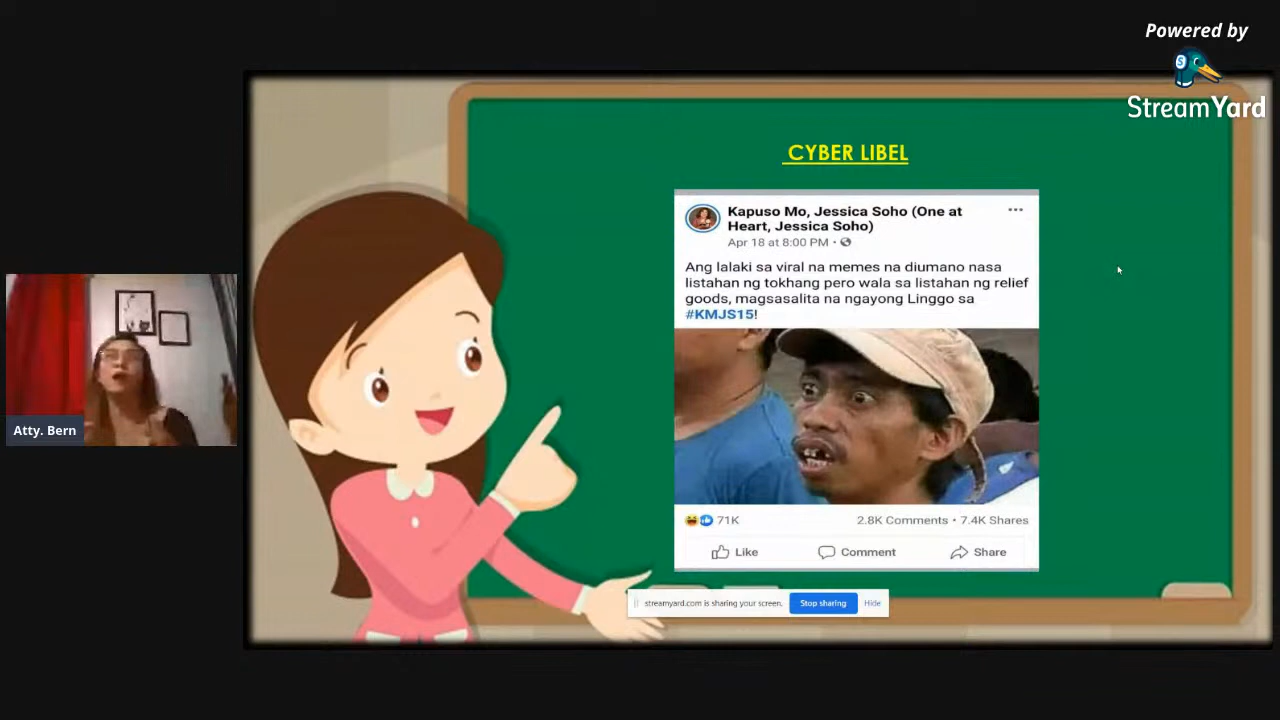 Powered by
StreamYard
CYBER LIBEL
Kapuso Mo, Jessica Soho (One at
Heart, Jessica Soho)
Apr 18 at 8:00 PM ·
Ang lalaki sa viral na memes na diumano nasa
listahan ng tokhang pero wala sa listahan ng relief
goods, magsasalita na ngayong Linggo sa
#KMJS15!
71K 2.8K Comments • 7.4K Shares
Like Comment Share
Atty. Bern
streamyard.com is sharing your screen. Stop sharing Hide